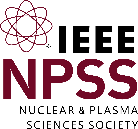 IEEE
NPSS
NUCLEAR & PLASMA
SCIENCES SOCIETY